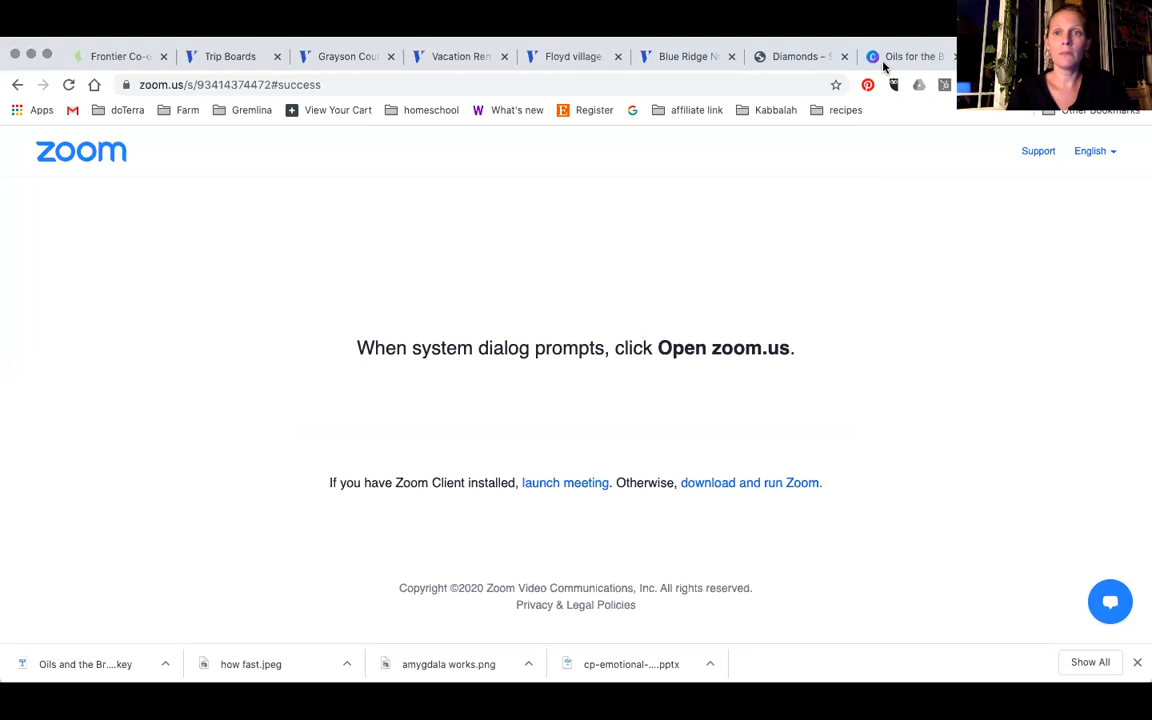 Frontier Co-o
Trip Boards
Grayson Cour
Vacation Ren
Floyd village
Blue Ridge N
Diamonds – S
Oils for the B
zoom.us/s/93414374472#success
Apps
doTerra
Farm
Gremlina
View Your Cart
homeschool
What's new
Register
affiliate link
Kabbalah
recipes
Other Bookmarks
zoom
Support
English
When system dialog prompts, click Open zoom.us.
If you have Zoom Client installed, launch meeting. Otherwise, download and run Zoom.
Copyright ©2020 Zoom Video Communications, Inc. All rights reserved.
Privacy & Legal Policies
Oils and the Br....key
how fast.jpeg
amygdala works.png
cp-emotional-....pptx
Show All